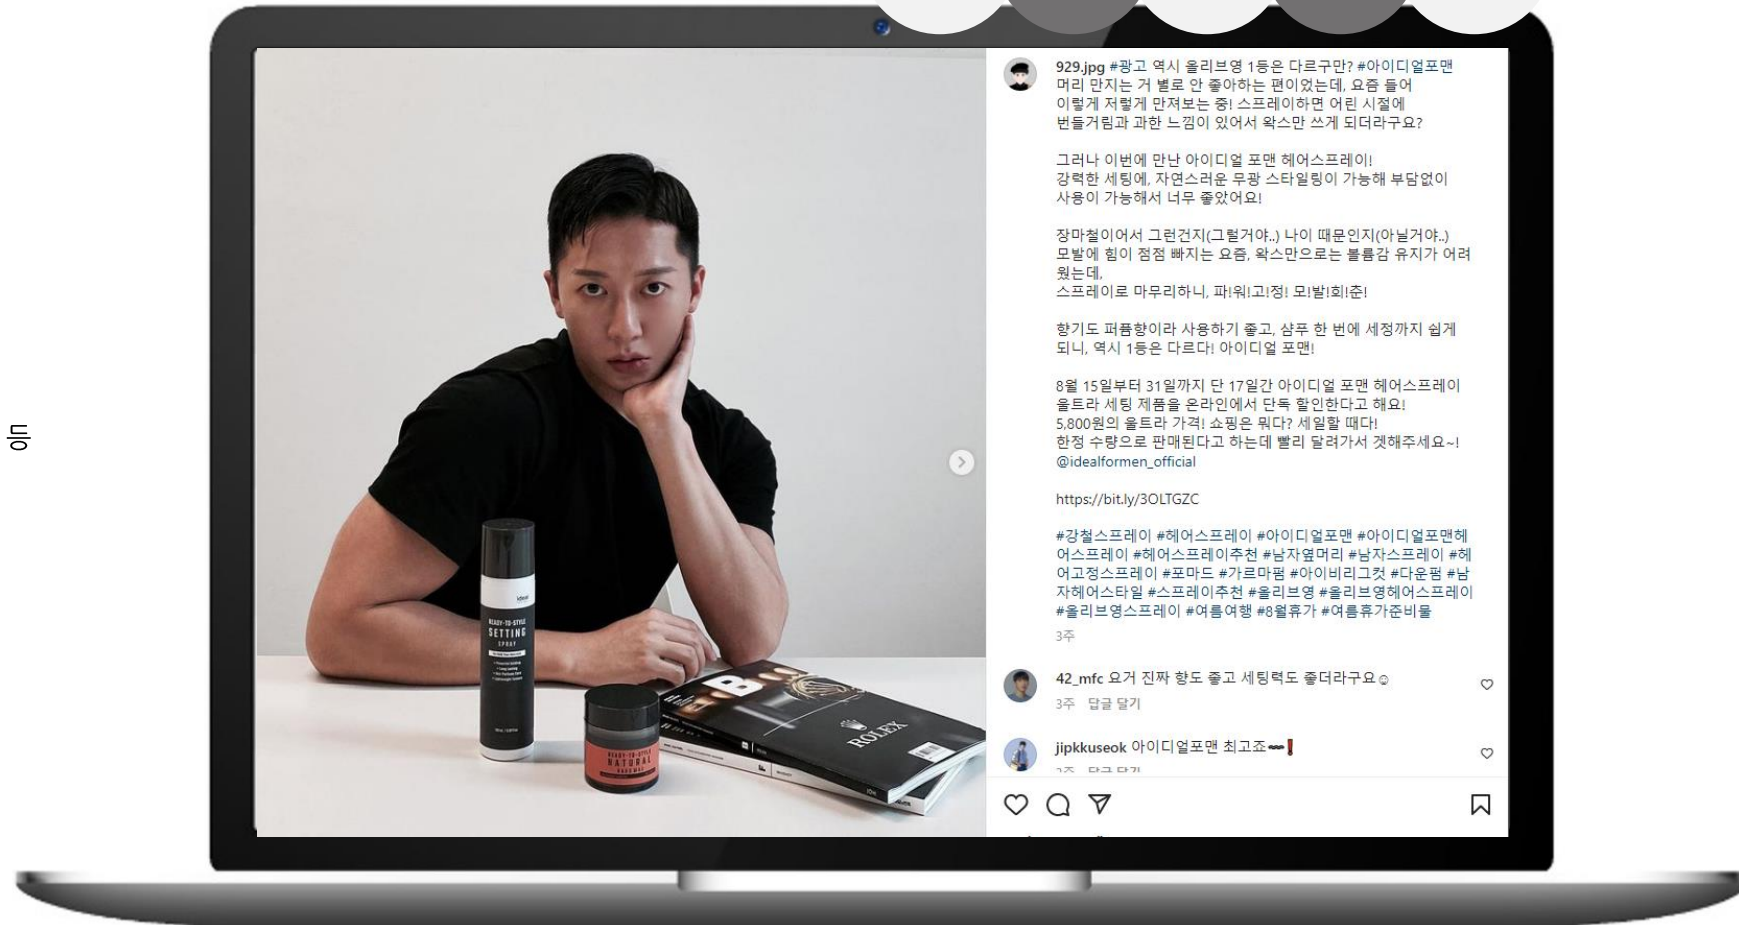 929.jpg #광고 역시 올리브영 1등은 다르구만? #아이디얼포맨
머리 만지는 거 별로 안 좋아하는 편이었는데, 요즘 들어
이렇게 저렇게 만져보는 중! 스프레이하면 어린 시절에
번들거림과 과한 느낌이 있어서 왁스만 쓰게 되더라구요?
그러나 이번에 만난 아이디얼 포맨 헤어스프레이!
강력한 세팅에, 자연스러운 무광 스타일링이 가능해 부담없이
사용이 가능해서 너무 좋았어요!
장마철이어서 그런건지(그럴거야..) 나이 때문인지(아닐거야..)
모발에 힘이 점점 빠지는 요즘, 왁스만으로는 볼륨감 유지가 어려
웠는데,
스프레이로 마무리하니, 파!워!고!정! 모!발!회!춘!
향기도 퍼퓸향이라 사용하기 좋고, 샴푸 한 번에 세정까지 쉽게
되니, 역시 1등은 다르다! 아이디얼 포맨!
8월 15일부터 31일까지 단 17일간 아이디얼 포맨 헤어스프레이
울트라 세팅 제품을 온라인에서 단독 할인한다고 해요!
5,800원의 울트라 가격! 쇼핑은 뭐다? 세일할 때다!
한정 수량으로 판매된다고 하는데 빨리 달려가서 겟해주세요~!
@idealformen_official
https://bit.ly/3OLTGZC
#강철스프레이 #헤어스프레이 #아이디얼포맨 #아이디얼포맨헤
어스프레이 #헤어스프레이추천 #남자옆머리 #남자스프레이 #헤
어고정스프레이 #포마드 #가르마펌 #아이비리그컷 #다운펌 #남
자헤어스타일 #스프레이추천 #올리브영 #올리브영헤어스프레이
#올리브영스프레이 #여름여행 #8월휴가 #여름휴가준비물
3주
42_mfc 요거 진짜 향도 좋고 세팅력도 좋더라구요☺
3주 답글 달기
jipkkuseok 아이디얼포맨 최고죠
ideal
READY-TO-STYLE
SETTING
SPRAY
READY-TO-STYLE
NATURAL
B
ROLEX